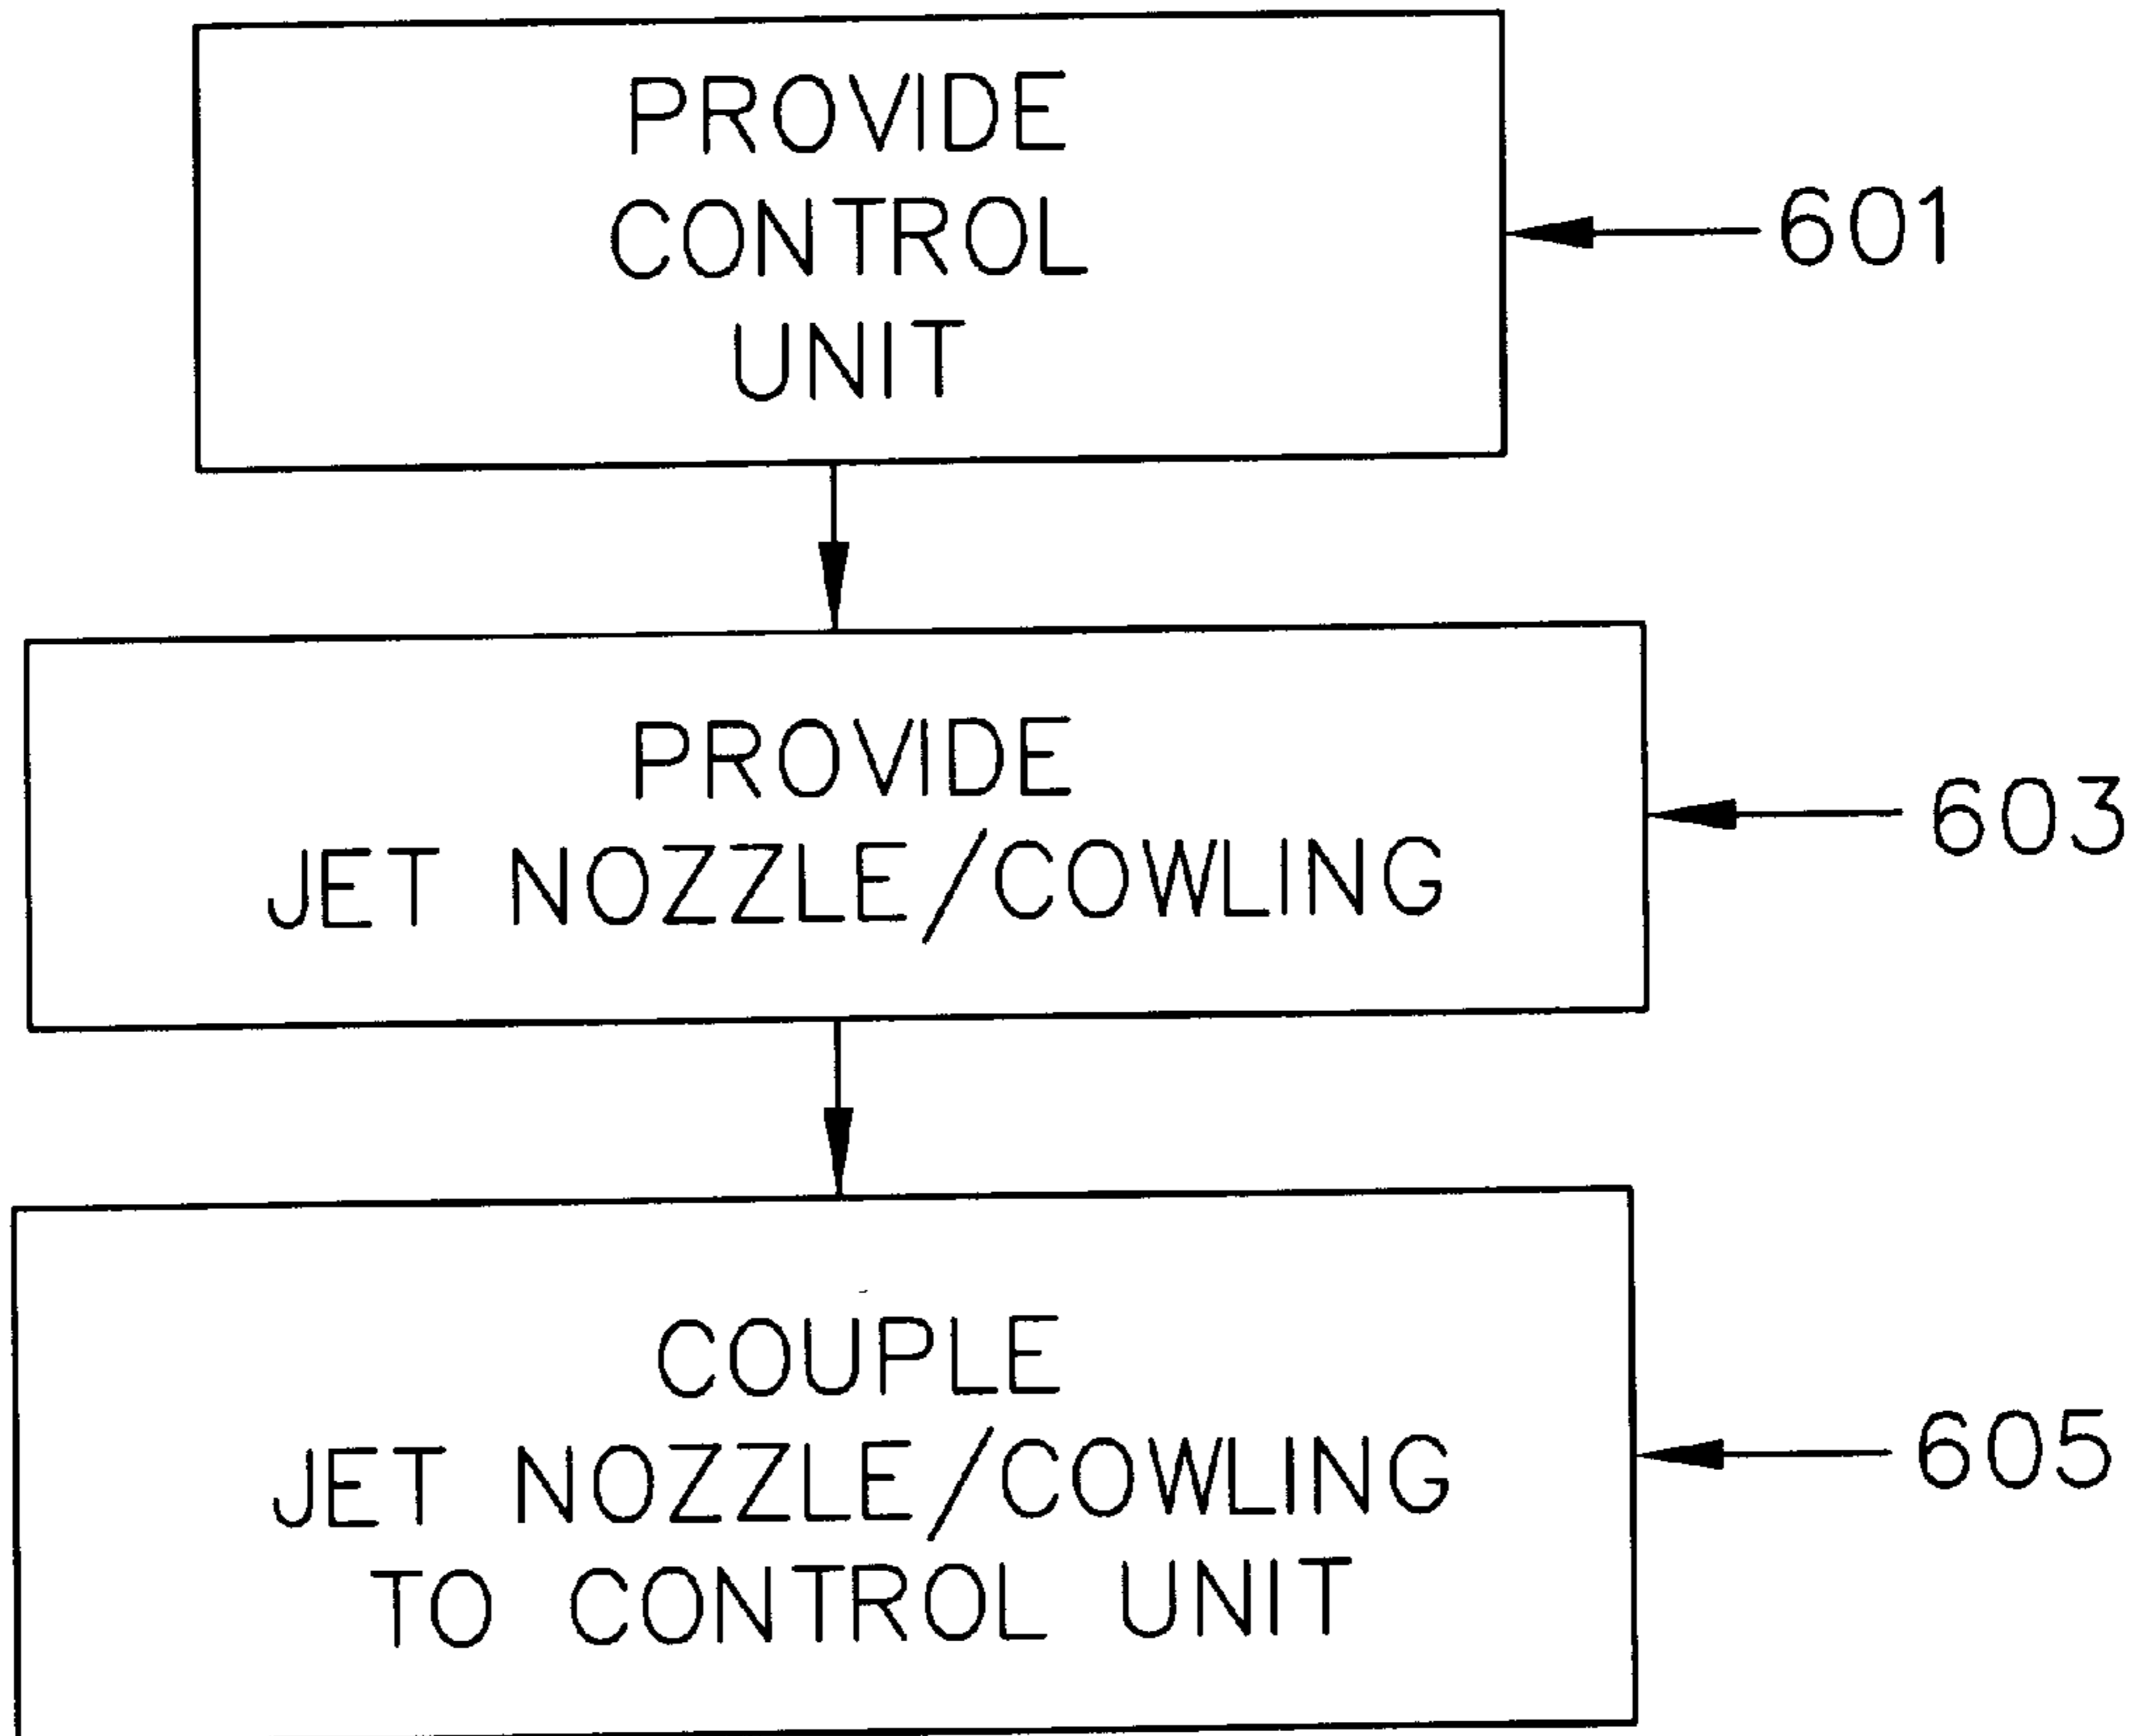 PROVIDE
CONTROL
UNIT
601
PROVIDE
JET NOZZLE/COWLING
603
COUPLE
JET NOZZLE/COWLING
TO CONTROL UNIT
605